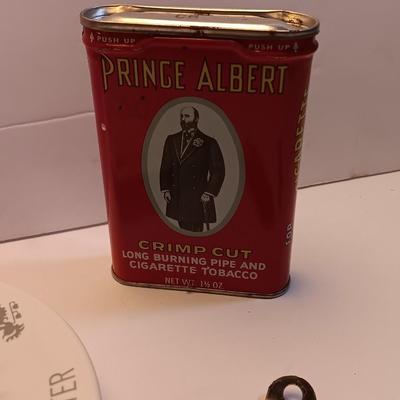 PUSH UP
PUSH UP
PRINCE ALBERT
CRIMP CUT
LONG BURNING PIPE AND
CIGARETTE TOBACCO
NET WT. 1½ OZ.